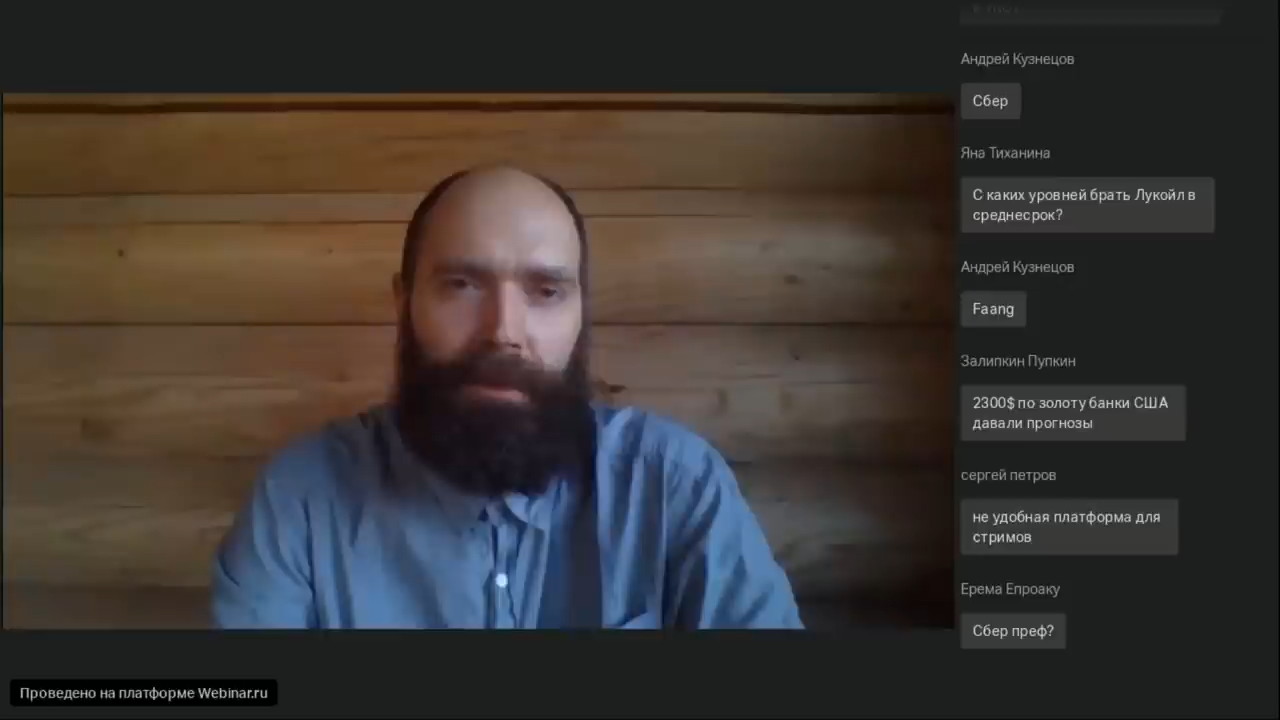 Андрей Кузнецов
Сбер
Яна Тиханина
С каких уровней брать Лукойл в
среднесрок?
Андрей Кузнецов
Faang
Залипкин Пупкин
2300$ по золоту банки США
давали прогнозы
сергей петров
не удобная платформа для
стримов
Ерема Епроаку
Сбер преф?
Проведено на платформе Webinar.ru